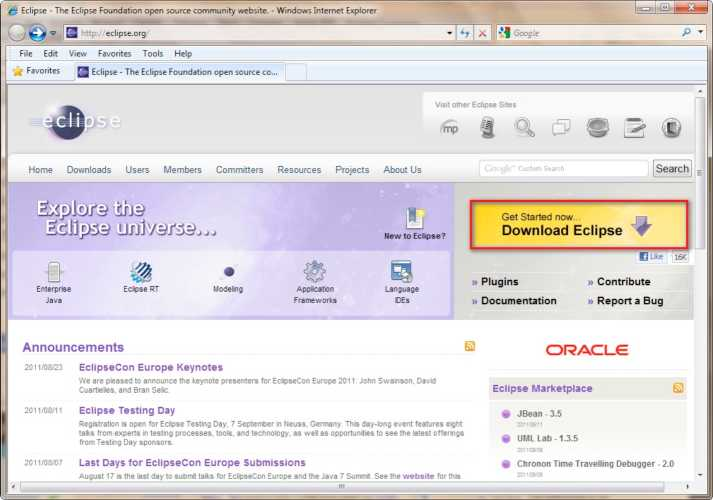 Eclipse - The Eclipse Foundation open source community website. - Windows Internet Explorer
http://eclipse.org/
Google
File Edit View Favorites Tools Help
Favorites
Eclipse - The Eclipse Foundation open source co...
eclipse
Visit other Eclipse Sites
mp
Home Downloads Users Members Committers Resources Projects About Us
Google™ Custom Search
Search
Explore the
Eclipse universe...
New to Eclipse?
Get Started now...
Download Eclipse
Like 16K
Enterprise
Java
Eclipse RT
Modeling
Application
Frameworks
Language
IDEs
» Plugins
» Contribute
» Documentation
» Report a Bug
Announcements
2011/08/23
EclipseCon Europe Keynotes
We are pleased to announce the keynote presenters for EclipseCon Europe 2011. John Swainson, David
Cuartielles, and Bran Selic.
2011/08/11
Eclipse Testing Day
Registration is open for Eclipse Testing Day, 7 September in Neuss, Germany. This day-long event features eight
talks from experts in testing processes, tools, and technology, as well as opportunities to see the latest offerings
from Testing Day sponsors.
2011/08/07
Last Days for EclipseCon Europe Submissions
August 17 is the last day to submit talks for EclipseCon Europe and the Java 7 Summit. See the website for this
ORACLE
Eclipse Marketplace
JBean - 3.5
2011/08/11
UML Lab - 1.3.5
2011/08/08
Chronon Time Travelling Debugger - 2.0